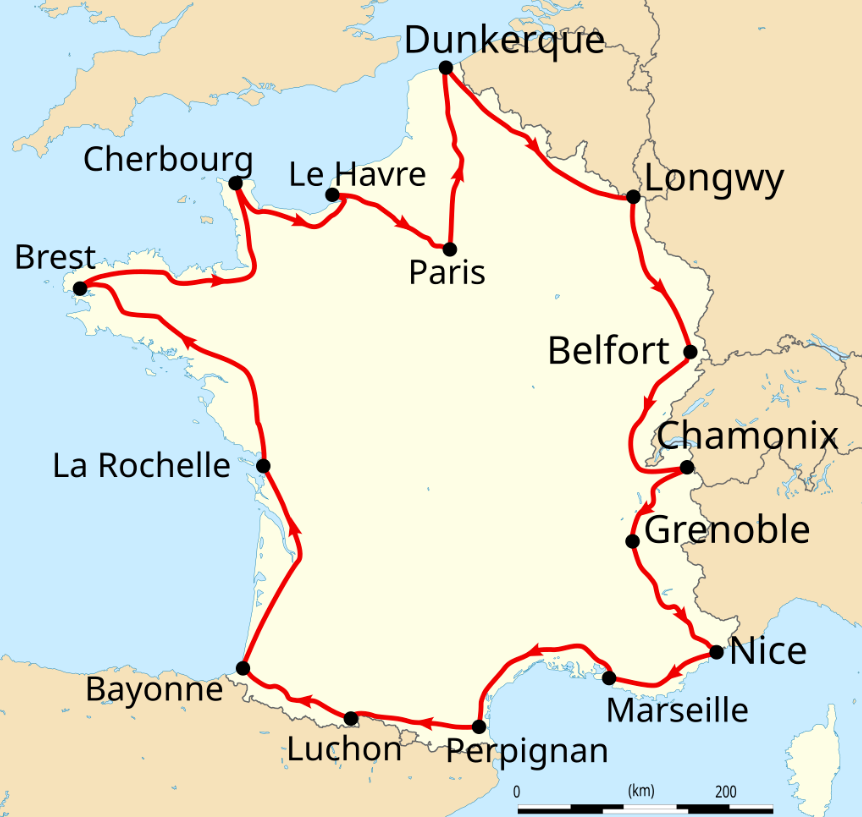 Dunkerque
Cherbourg
Le Havre
Longwy
Brest
Paris
Belfort
Chamonix
La Rochelle
Grenoble
Nice
Bayonne
Marseille
Luchon
Perpignan
0 (km) 200